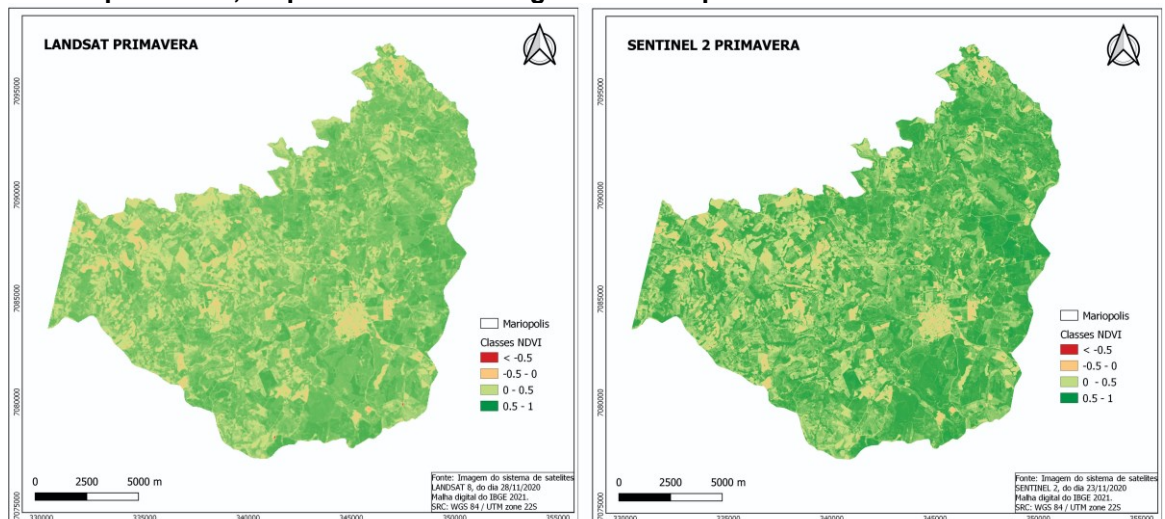 LANDSAT PRIMAVERA
7095000
7090000
7085000
7080000
7075000
Mariopolis
Classes NDVI
< -0.5
-0.5 - 0
0 - 0.5
0.5 - 1
0 2500 5000 m
Fonte: Imagem do sistema de satelites
LANDSAT 8, do dia 28/11/2020
Malha digital do IBGE 2021.
SRC: WGS 84 / UTM zone 22S
330000 335000 340000 345000 350000 355000
SENTINEL 2 PRIMAVERA
7095000
7090000
7085000
7080000
7075000
Mariopolis
Classes NDVI
< -0.5
-0.5 - 0
0 - 0.5
0.5 - 1
0 2500 5000 m
Fonte: Imagem do sistema de satelites
SENTINEL 2, do dia 23/11/2020
Malha digital do IBGE 2021.
SRC: WGS 84 / UTM zone 22S
330000 335000 340000 345000 350000 355000